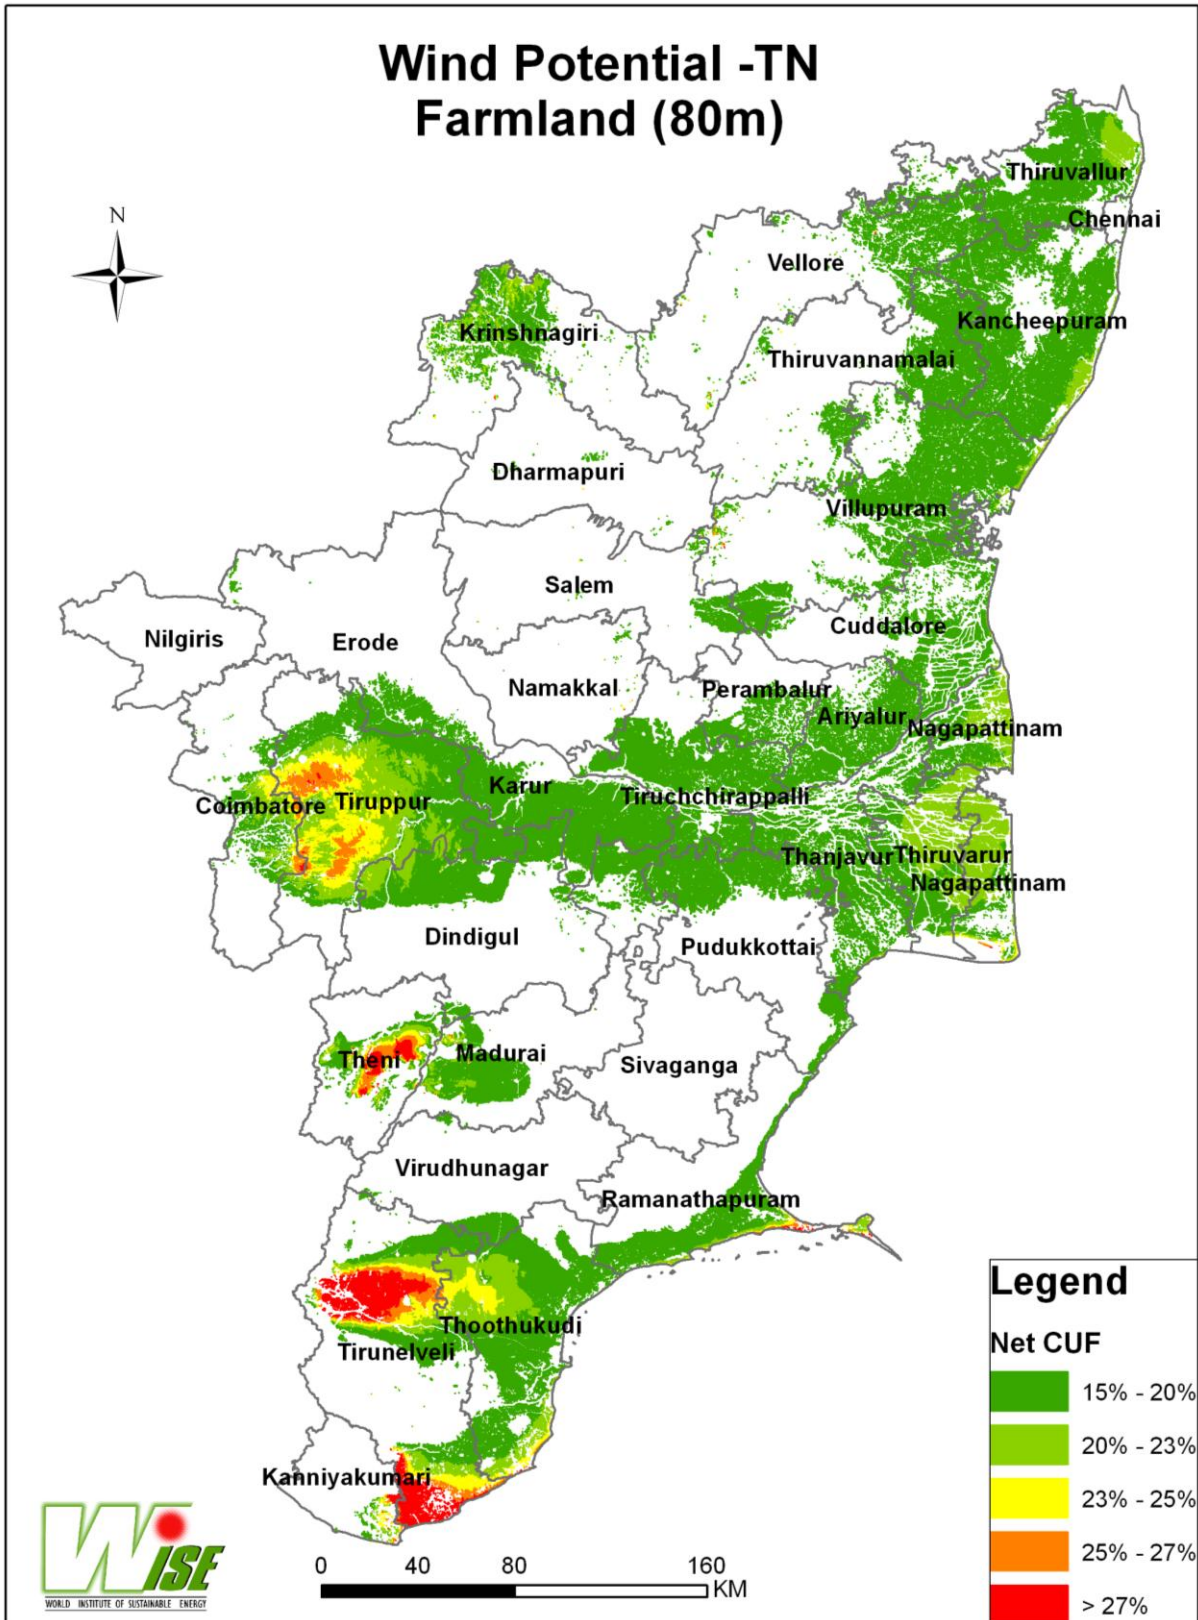 Wind Potential -TN
Farmland (80m)
N
Thiruvallur
Chennai
Vellore
Kancheepuram
Krinshnagiri
Thiruvannamalai
Dharmapuri
Villupuram
Salem
Cuddalore
Nilgiris
Erode
Namakkal
Perambalur
Ariyalur
Nagapattinam
Karur
Tiruchchirappalli
Coimbatore
Tiruppur
Thanjavur
Thiruvarur
Nagapattinam
Dindigul
Pudukkottai
Theni
Madurai
Sivaganga
Virudhunagar
Ramanathapuram
Thoothukudi
Tirunelveli
Kanniyakumari
Legend
Net CUF
15% - 20%
20% - 23%
23% - 25%
25% - 27%
> 27%
0 40 80 160
KM
WISE
WORLD INSTITUTE OF SUSTAINABLE ENERGY